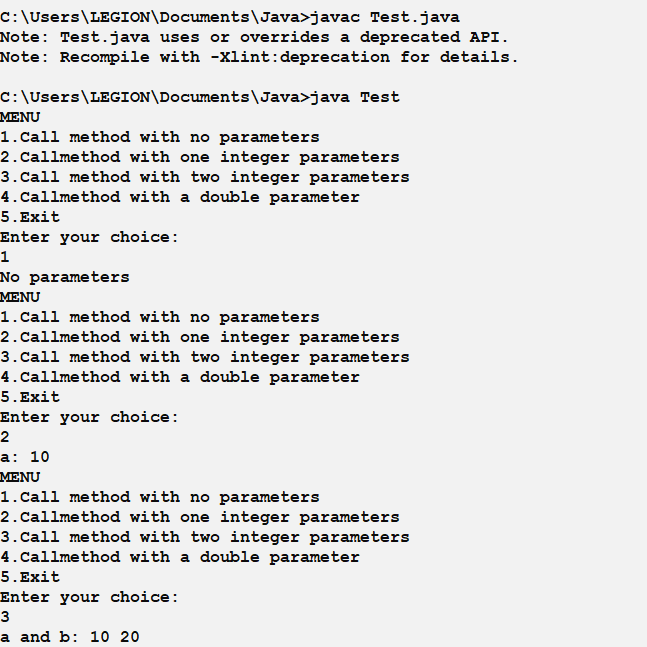 C:\Users\LEGION\Documents\Java>javac Test.java
Note: Test.java uses or overrides a deprecated API.
Note: Recompile with -Xlint:deprecation for details.
C:\Users\LEGION\Documents\Java>java Test
MENU
1.Call method with no parameters
2.Callmethod with one integer parameters
3.Call method with two integer parameters
4.Callmethod with a double parameter
5.Exit
Enter your choice:
1
No parameters
MENU
1.Call method with no parameters
2.Callmethod with one integer parameters
3.Call method with two integer parameters
4.Callmethod with a double parameter
5.Exit
Enter your choice:
2
a: 10
MENU
1.Call method with no parameters
2.Callmethod with one integer parameters
3.Call method with two integer parameters
4.Callmethod with a double parameter
5.Exit
Enter your choice:
3
a and b: 10 20